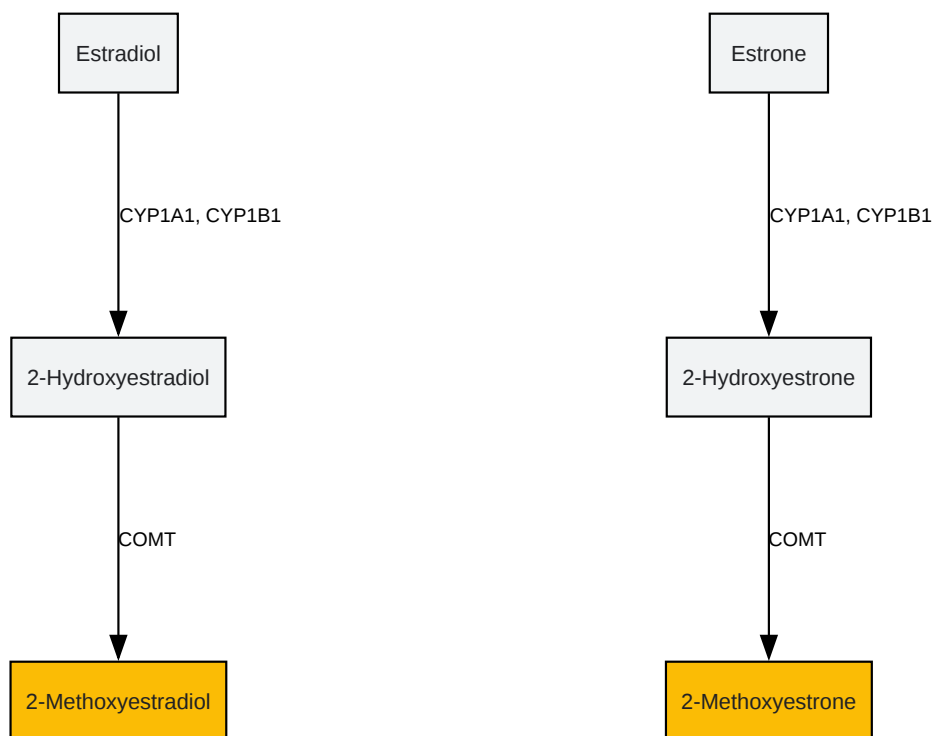 Estradiol
Estrone
CYP1A1, CYP1B1
CYP1A1, CYP1B1
2-Hydroxyestradiol
2-Hydroxyestrone
COMT
COMT
2-Methoxyestradiol
2-Methoxyestrone